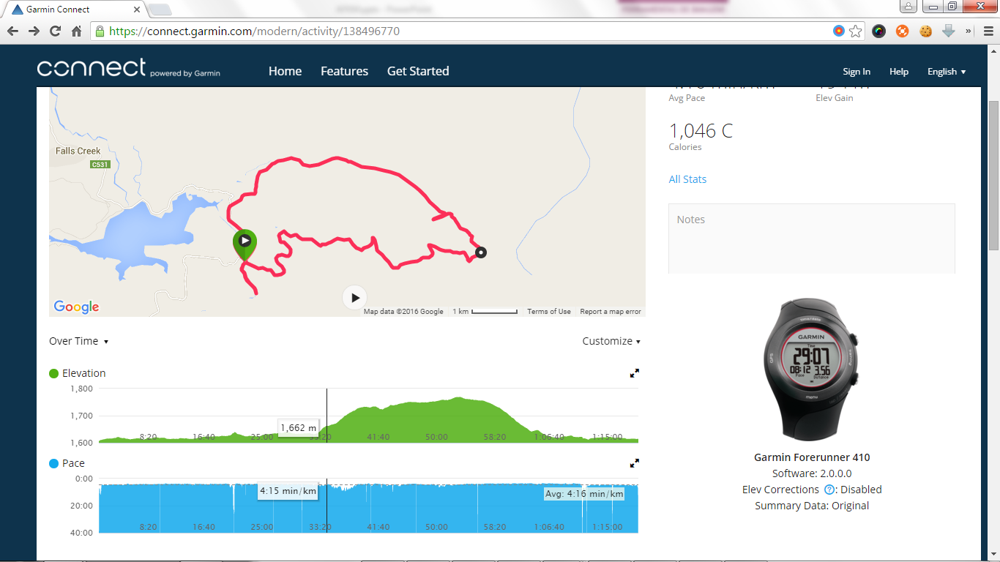 Garmin Connect
https://connect.garmin.com/modern/activity/138496770
connect powered by Garmin
Home Features Get Started
Sign In Help English
Avg Pace Elev Gain
1,046 C
Calories
All Stats
Notes
Falls Creek
C531
Google
Map data ©2016 Google 1 km Terms of Use Report a map error
Over Time Customize
Elevation
1,800
1,700
1,600
1,662 m
8:20 16:40 25:00 33:20 41:40 50:00 58:20 1:06:40 1:15:00
Pace
0:00
20:00
40:00
4:15 min/km
Avg: 4:16 min/km
8:20 16:40 25:00 33:20 41:40 50:00 58:20 1:06:40 1:15:00
time/date
GARMIN
GPS
Time
29:07
08:12 3.56
Pace Distance
menu
Garmin Forerunner 410
Software: 2.0.0.0
Elev Corrections ?: Disabled
Summary Data: Original